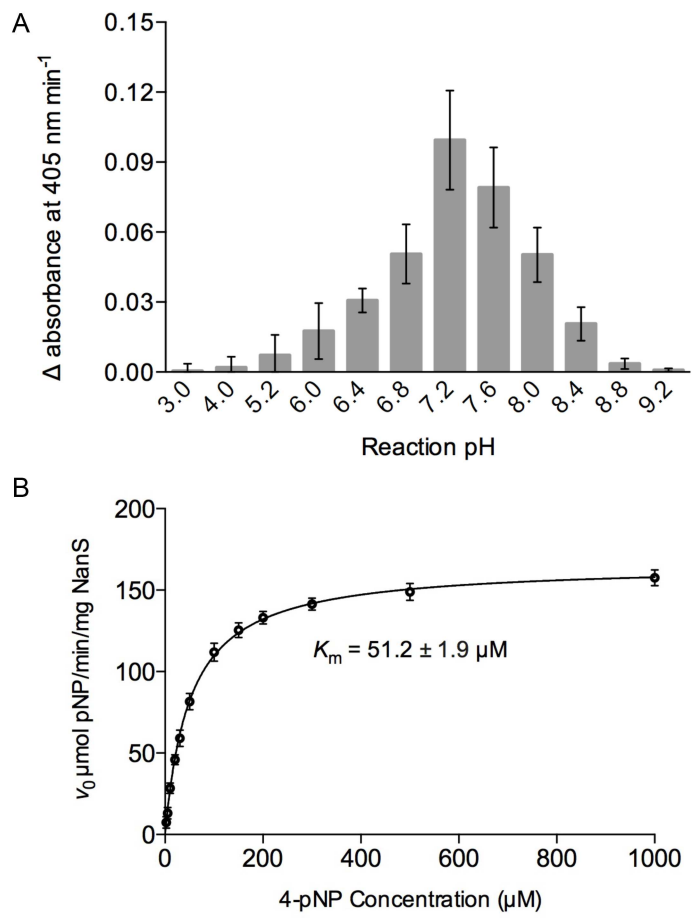 A
0.15
0.12
0.09
0.06
0.03
0.00
Δ absorbance at 405 nm min⁻¹
3.0 4.0 5.2 6.0 6.4 6.8 7.2 7.6 8.0 8.4 8.8 9.2
Reaction pH
B
200
150
100
50
0
v₀ μmol pNP/min/mg NanS
Kₘ = 51.2 ± 1.9 μM
0 200 400 600 800 1000
4-pNP Concentration (μM)